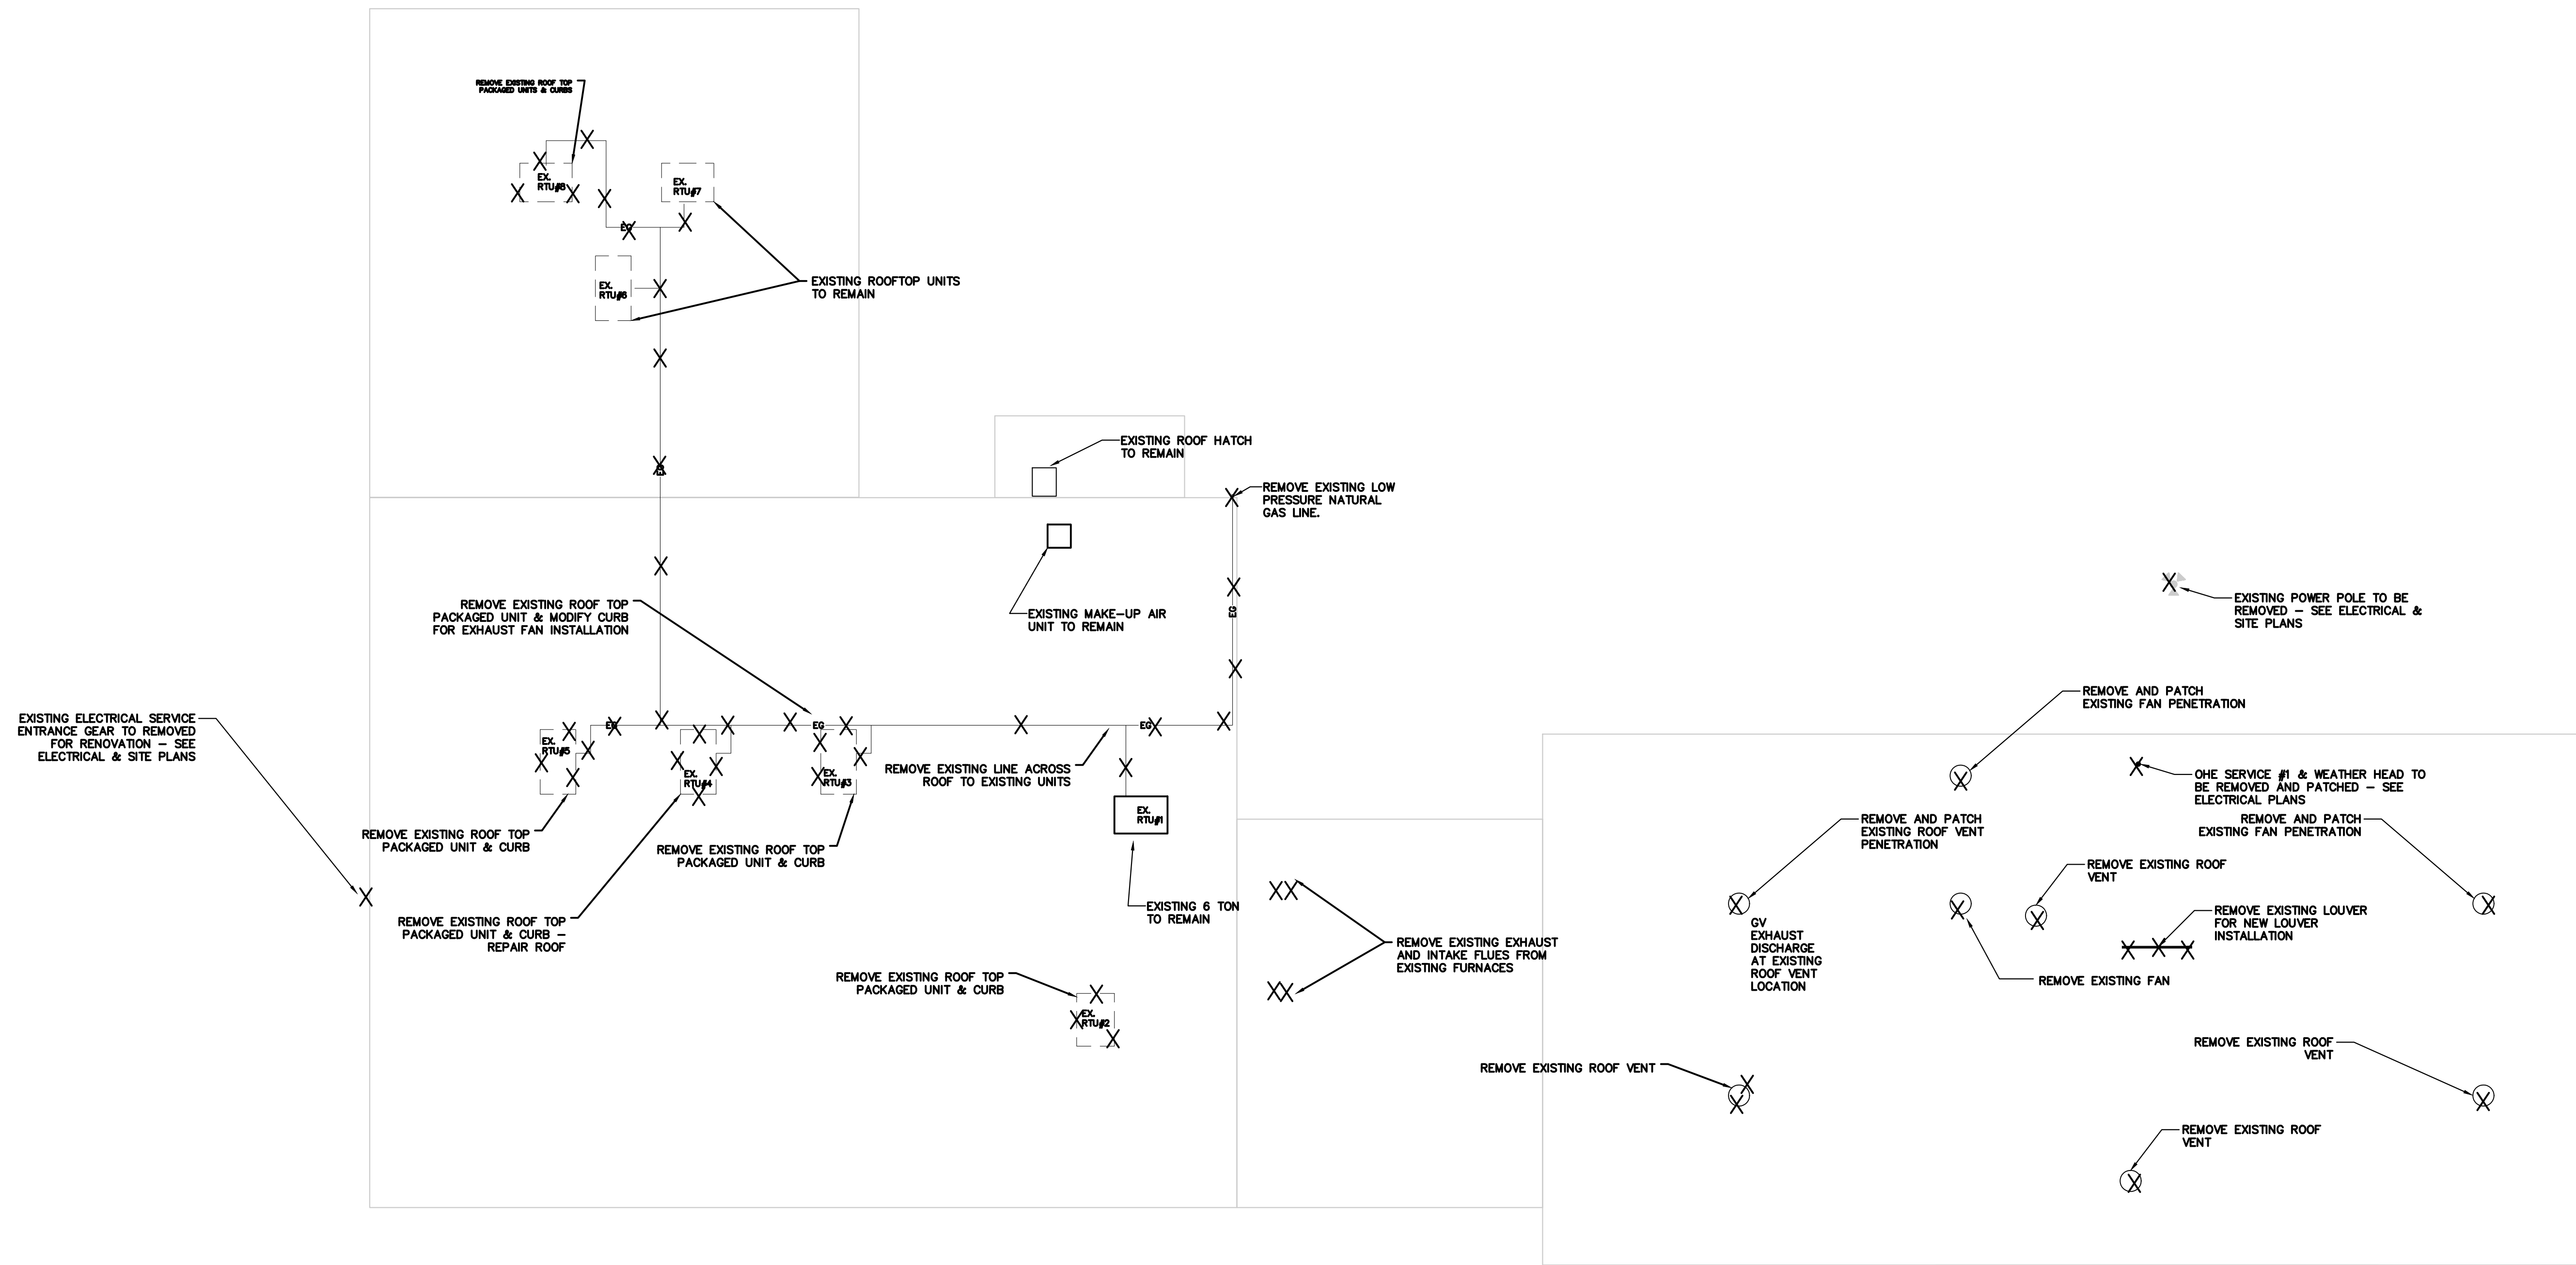 REMOVE EXISTING ROOF TOP
PACKAGED UNITS & CURBS
EX.
RTU#8
EX.
RTU#7
EG
EX.
RTU#6
EXISTING ROOFTOP UNITS
TO REMAIN
EG
EXISTING ROOF HATCH
TO REMAIN
REMOVE EXISTING LOW
PRESSURE NATURAL
GAS LINE.
REMOVE EXISTING ROOF TOP
PACKAGED UNIT & MODIFY CURB
FOR EXHAUST FAN INSTALLATION
EXISTING MAKE-UP AIR
UNIT TO REMAIN
EG
EXISTING POWER POLE TO BE
REMOVED - SEE ELECTRICAL &
SITE PLANS
EXISTING ELECTRICAL SERVICE
ENTRANCE GEAR TO REMOVED
FOR RENOVATION - SEE
ELECTRICAL & SITE PLANS
EG
EG
EG
EX.
RTU#5
EX.
RTU#4
EX.
RTU#3
REMOVE EXISTING LINE ACROSS
ROOF TO EXISTING UNITS
EX.
RTU#1
REMOVE EXISTING ROOF TOP
PACKAGED UNIT & CURB
REMOVE EXISTING ROOF TOP
PACKAGED UNIT & CURB
REMOVE EXISTING ROOF TOP
PACKAGED UNIT & CURB -
REPAIR ROOF
EXISTING 6 TON
TO REMAIN
REMOVE EXISTING ROOF TOP
PACKAGED UNIT & CURB
EX.
RTU#2
REMOVE EXISTING EXHAUST
AND INTAKE FLUES FROM
EXISTING FURNACES
REMOVE AND PATCH
EXISTING FAN PENETRATION
OHE SERVICE #1 & WEATHER HEAD TO
BE REMOVED AND PATCHED - SEE
ELECTRICAL PLANS
REMOVE AND PATCH
EXISTING ROOF VENT
PENETRATION
REMOVE AND PATCH
EXISTING FAN PENETRATION
REMOVE EXISTING ROOF
VENT
GV
EXHAUST
DISCHARGE
AT EXISTING
ROOF VENT
LOCATION
REMOVE EXISTING LOUVER
FOR NEW LOUVER
INSTALLATION
REMOVE EXISTING FAN
REMOVE EXISTING ROOF VENT
REMOVE EXISTING ROOF
VENT
REMOVE EXISTING ROOF
VENT